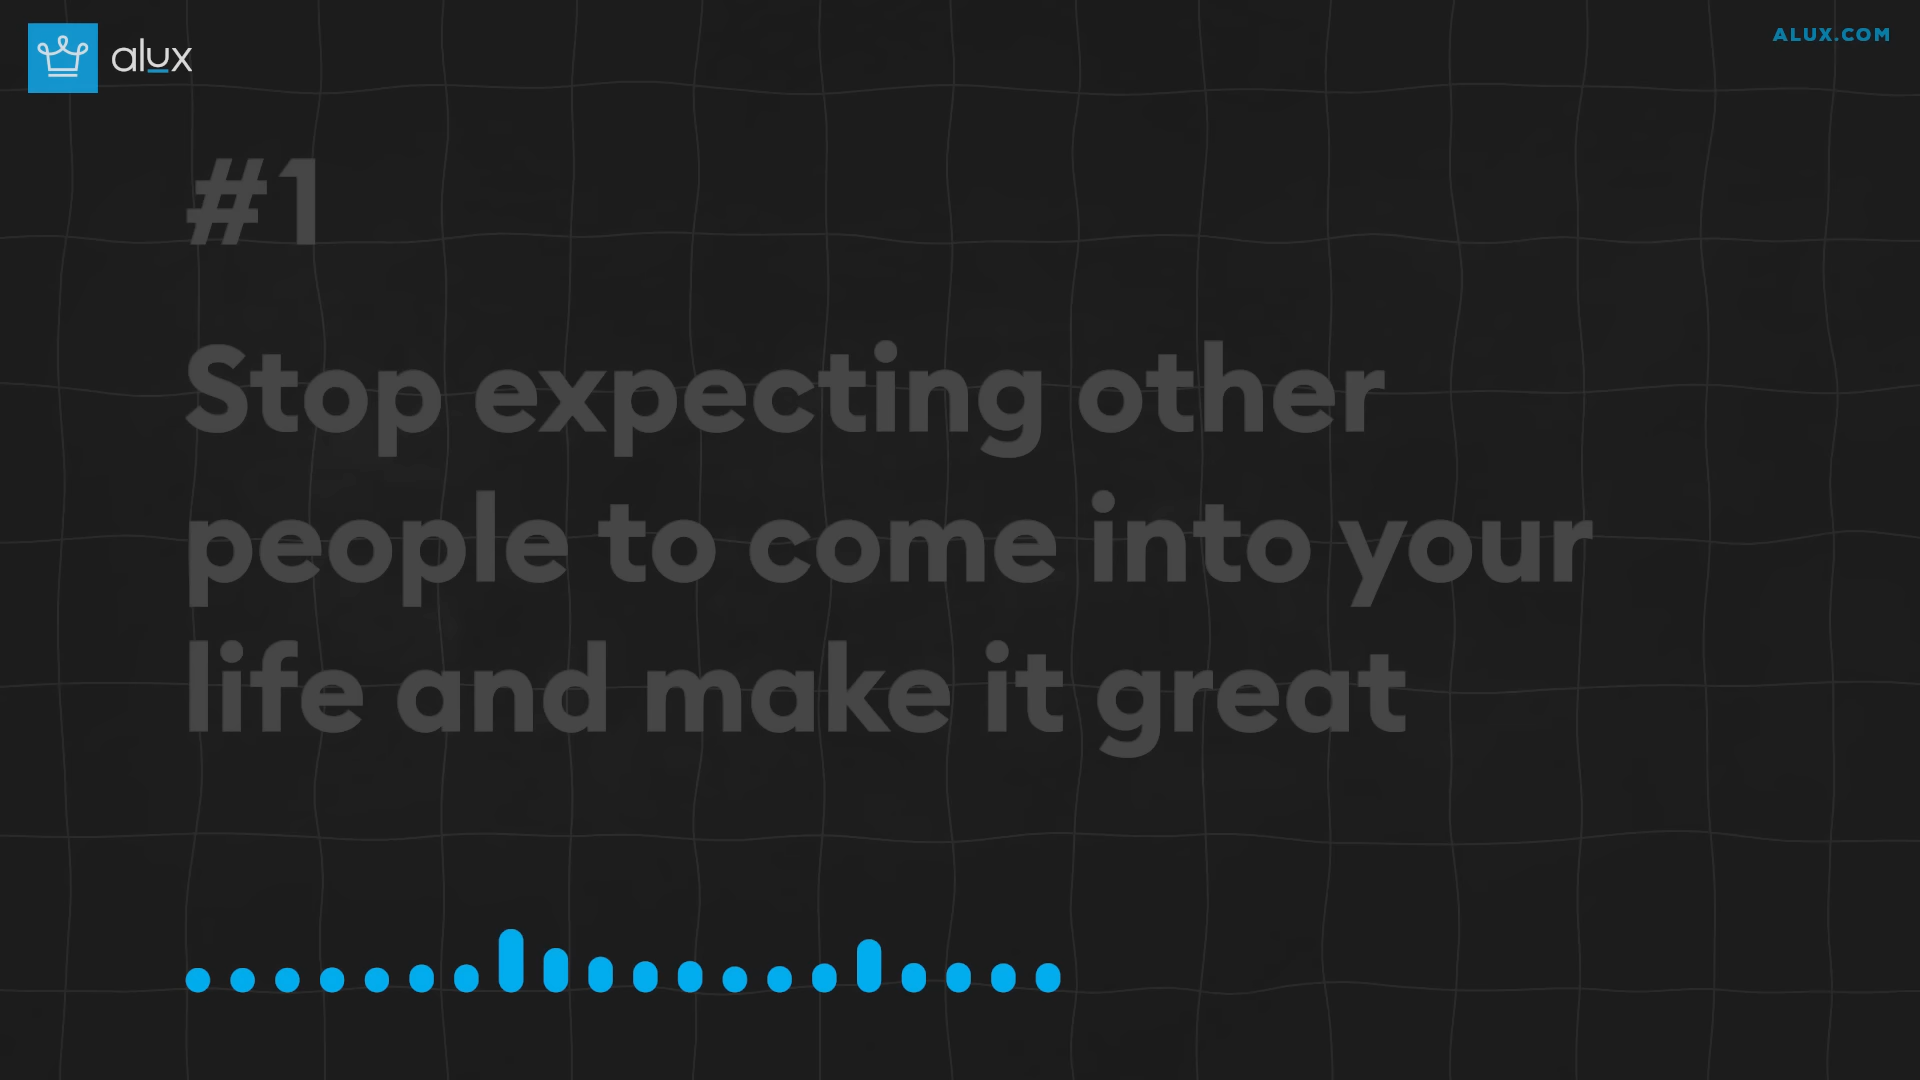 alux
ALUX.COM
#1
Stop expecting other
people to come into your
life and make it great